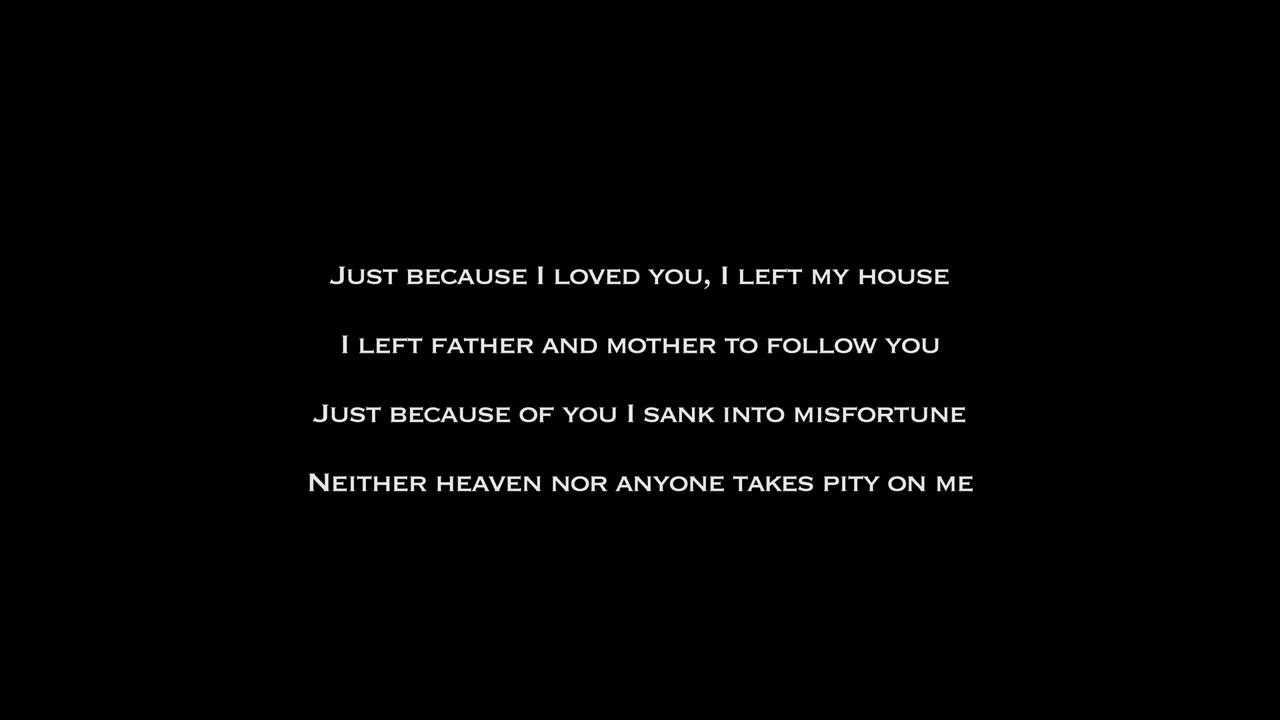 Just because I loved you, I left my house
I left father and mother to follow you
Just because of you I sank into misfortune
Neither heaven nor anyone takes pity on me